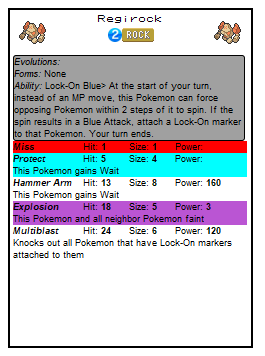 Regirock
2 ROCK
Evolutions:
Forms: None
Ability: Lock-On Blue> At the start of your turn,
instead of an MP move, this Pokemon can force
opposing Pokemon within 2 steps of it to spin. If the
spin results in a Blue Attack, attach a Lock-On marker
to that Pokemon. Your turn ends.
Miss Hit: 1 Size: 1 Power:
Protect Hit: 5 Size: 4 Power:
This Pokemon gains Wait
Hammer Arm Hit: 13 Size: 8 Power: 160
This Pokemon gains Wait
Explosion Hit: 18 Size: 5 Power: 3
This Pokemon and all neighbor Pokemon faint
Multiblast Hit: 24 Size: 6 Power: 120
Knocks out all Pokemon that have Lock-On markers
attached to them